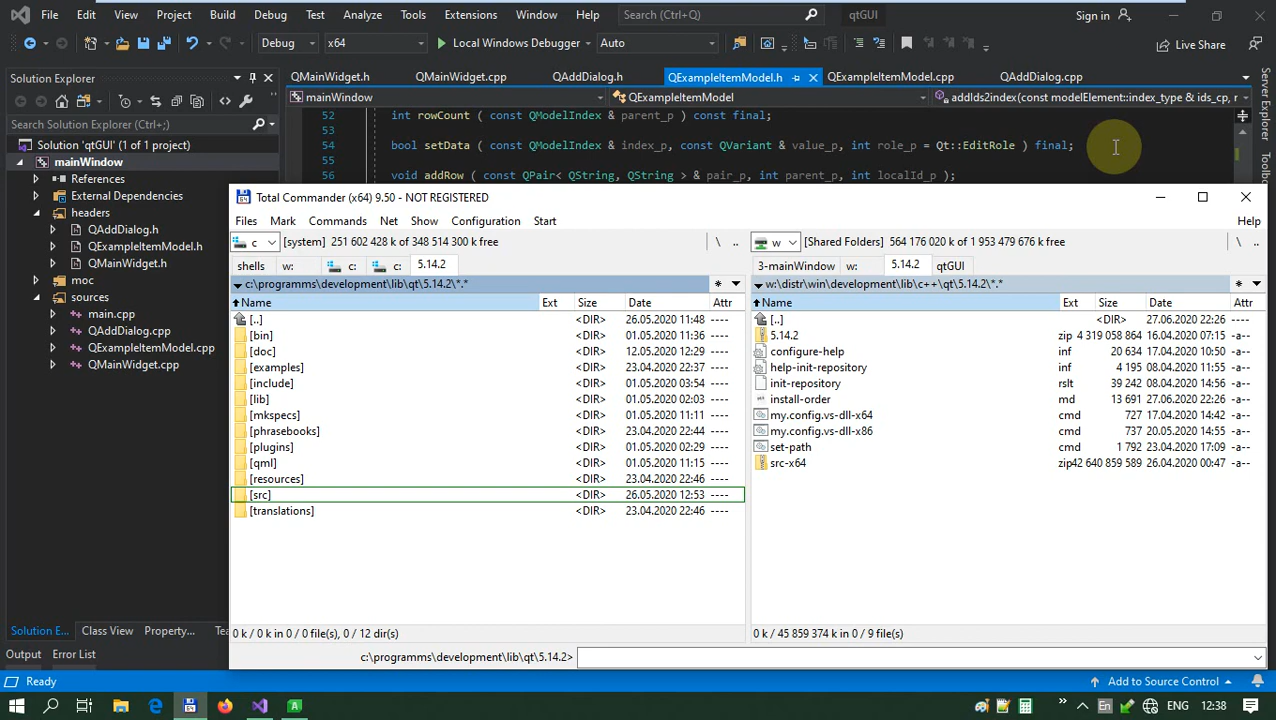 File Edit View Project Build Debug Test Analyze Tools Extensions Window Help Search (Ctrl+;) qtGUI Sign in
Debug x64 Local Windows Debugger Auto Live Share
Solution Explorer
Search Solution Explorer (Ctrl+;)
Solution 'qtGUI' (1 of 1 project)
mainWindow
References
External Dependencies
headers
QAddDialog.h
QExampleItemModel.h
QMainWidget.h
moc
sources
main.cpp
QAddDialog.cpp
QExampleItemModel.cpp
QMainWidget.cpp
QMainWidget.h QMainWidget.cpp QAddDialog.h QExampleItemModel.h QExampleItemModel.cpp QAddDialog.cpp
mainWindow QExampleItemModel addIds2index(const modelElement::index_type & ids_cp, r
52 int rowCount ( const QModelIndex & parent_p ) const final;
53
54 bool setData ( const QModelIndex & index_p, const QVariant & value_p, int role_p = Qt::EditRole ) final;
55
56 void addRow ( const QPair< QString, QString > & pair_p, int parent_p, int localId_p );
Server Explorer
Total Commander (x64) 9.50 - NOT REGISTERED
Files Mark Commands Net Show Configuration Start Help
c [system] 251 602 428 k of 348 514 300 k free \ ..
shells w: c: c: 5.14.2
c:\programms\development\lib\qt\5.14.2\*.* *
Name Ext Size Date Attr
[..] <DIR> 26.05.2020 11:48 ----
[bin] <DIR> 01.05.2020 11:36 ----
[doc] <DIR> 12.05.2020 12:29 ----
[examples] <DIR> 23.04.2020 22:37 ----
[include] <DIR> 01.05.2020 03:54 ----
[lib] <DIR> 01.05.2020 02:03 ----
[mkspecs] <DIR> 01.05.2020 11:11 ----
[phrasebooks] <DIR> 23.04.2020 22:44 ----
[plugins] <DIR> 01.05.2020 02:29 ----
[qml] <DIR> 01.05.2020 11:15 ----
[resources] <DIR> 23.04.2020 22:46 ----
[src] <DIR> 26.05.2020 12:53 ----
[translations] <DIR> 23.04.2020 22:46 ----
0 k / 0 k in 0 / 0 file(s), 0 / 12 dir(s)
w [Shared Folders] 564 176 020 k of 1 953 479 676 k free \ ..
3-mainWindow w: 5.14.2 qtGUI
w:\distr\win\development\lib\c++\qt\5.14.2\*.* *
Name Ext Size Date Attr
[..] <DIR> 27.06.2020 22:26 ----
5.14.2 zip 4 319 058 864 16.04.2020 07:15 -a--
configure-help inf 20 634 17.04.2020 10:50 -a--
help-init-repository inf 4 195 08.04.2020 14:56 -a--
init-repository rslt 39 242 08.04.2020 14:56 -a--
install-order md 13 691 27.06.2020 22:26 -a--
my.config.vs-dll-x64 cmd 727 17.04.2020 14:42 -a--
my.config.vs-dll-x86 cmd 737 20.04.2020 15:55 -a--
set-path cmd 1 792 23.04.2020 17:09 -a--
src-x64 zip 42 640 859 589 26.04.2020 00:47 -a--
0 k / 45 859 374 k in 0 / 9 file(s)
c:\programms\development\lib\qt\5.14.2>
Solution E... Class View Property... Tea
Output Error List
Ready Add to Source Control
En ENG 12:38